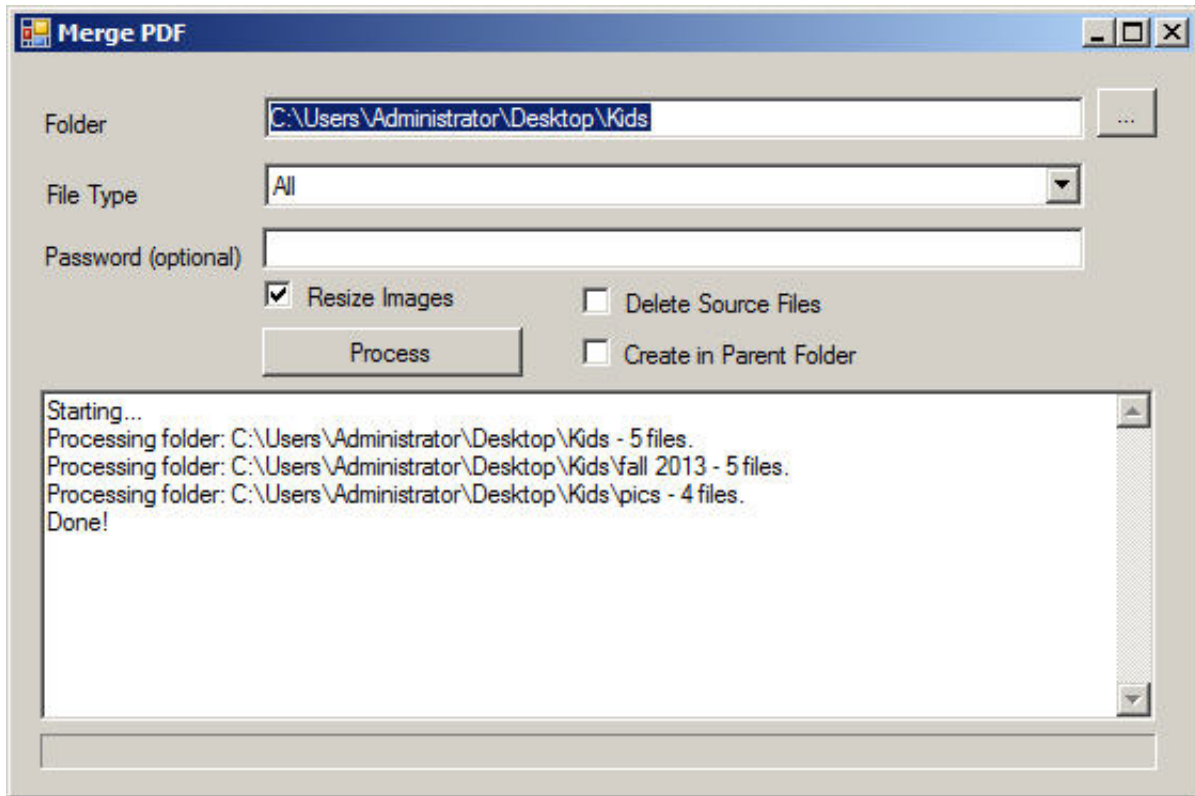 Merge PDF
Folder
C:\Users\Administrator\Desktop\Kids
...
File Type
All
Password (optional)
Resize Images
Delete Source Files
Process
Create in Parent Folder
Starting...
Processing folder: C:\Users\Administrator\Desktop\Kids - 5 files.
Processing folder: C:\Users\Administrator\Desktop\Kids\fall 2013 - 5 files.
Processing folder: C:\Users\Administrator\Desktop\Kids\pics - 4 files.
Done!